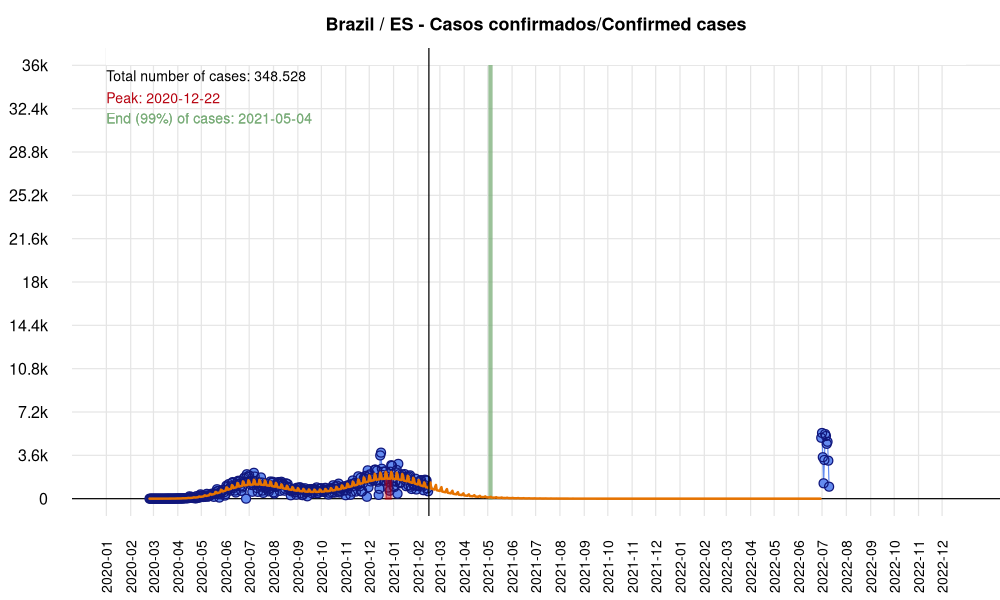 Brazil / ES - Casos confirmados/Confirmed cases
Total number of cases: 348.528
Peak: 2020-12-22
End (99%) of cases: 2021-05-04
36k
32.4k
28.8k
25.2k
21.6k
18k
14.4k
10.8k
7.2k
3.6k
0
2020-01
2020-02
2020-03
2020-04
2020-05
2020-06
2020-07
2020-08
2020-09
2020-10
2020-11
2020-12
2021-01
2021-02
2021-03
2021-04
2021-05
2021-06
2021-07
2021-08
2021-09
2021-10
2021-11
2021-12
2022-01
2022-02
2022-03
2022-04
2022-05
2022-06
2022-07
2022-08
2022-09
2022-10
2022-11
2022-12